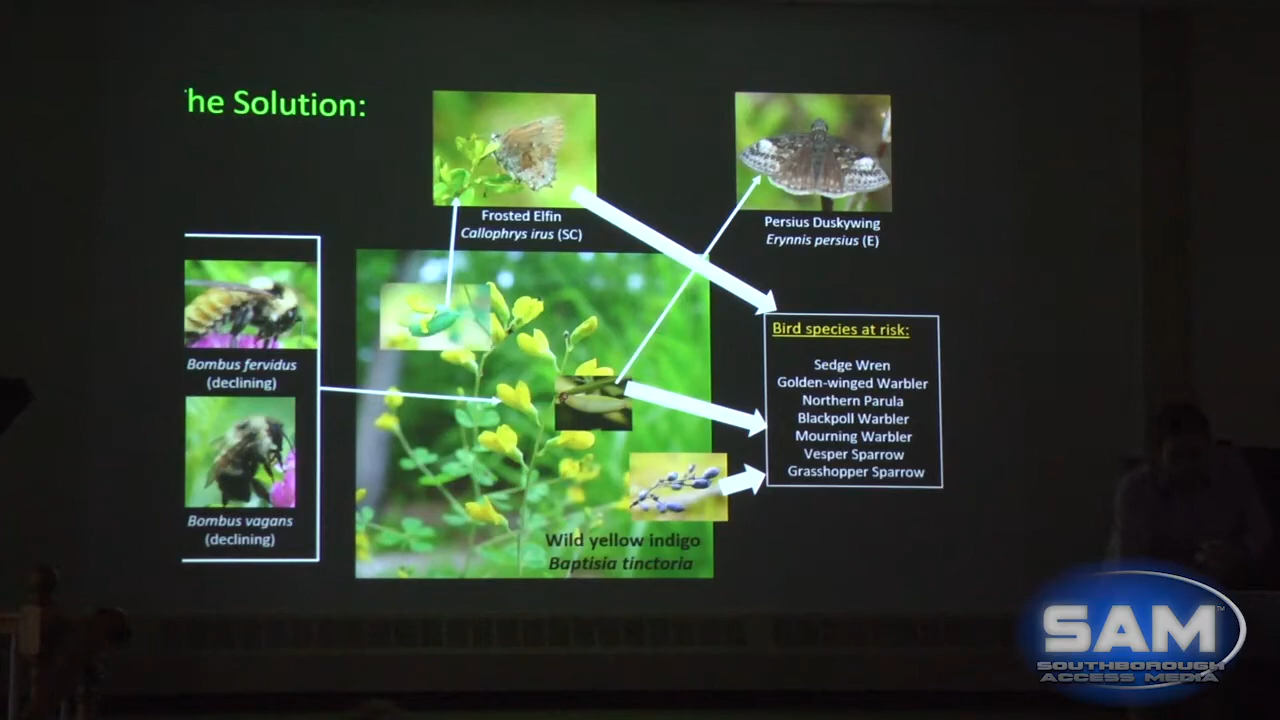 he Solution:
Frosted Elfin
Callophrys irus (SC)
Persius Duskywing
Erynnis persius (E)
Bombus fervidus
(declining)
Bombus vagans
(declining)
Wild yellow indigo
Baptisia tinctoria
Bird species at risk:
Sedge Wren
Golden-winged Warbler
Northern Parula
Blackpoll Warbler
Mourning Warbler
Vesper Sparrow
Grasshopper Sparrow
SAM™
SOUTHBOROUGH
ACCESS MEDIA